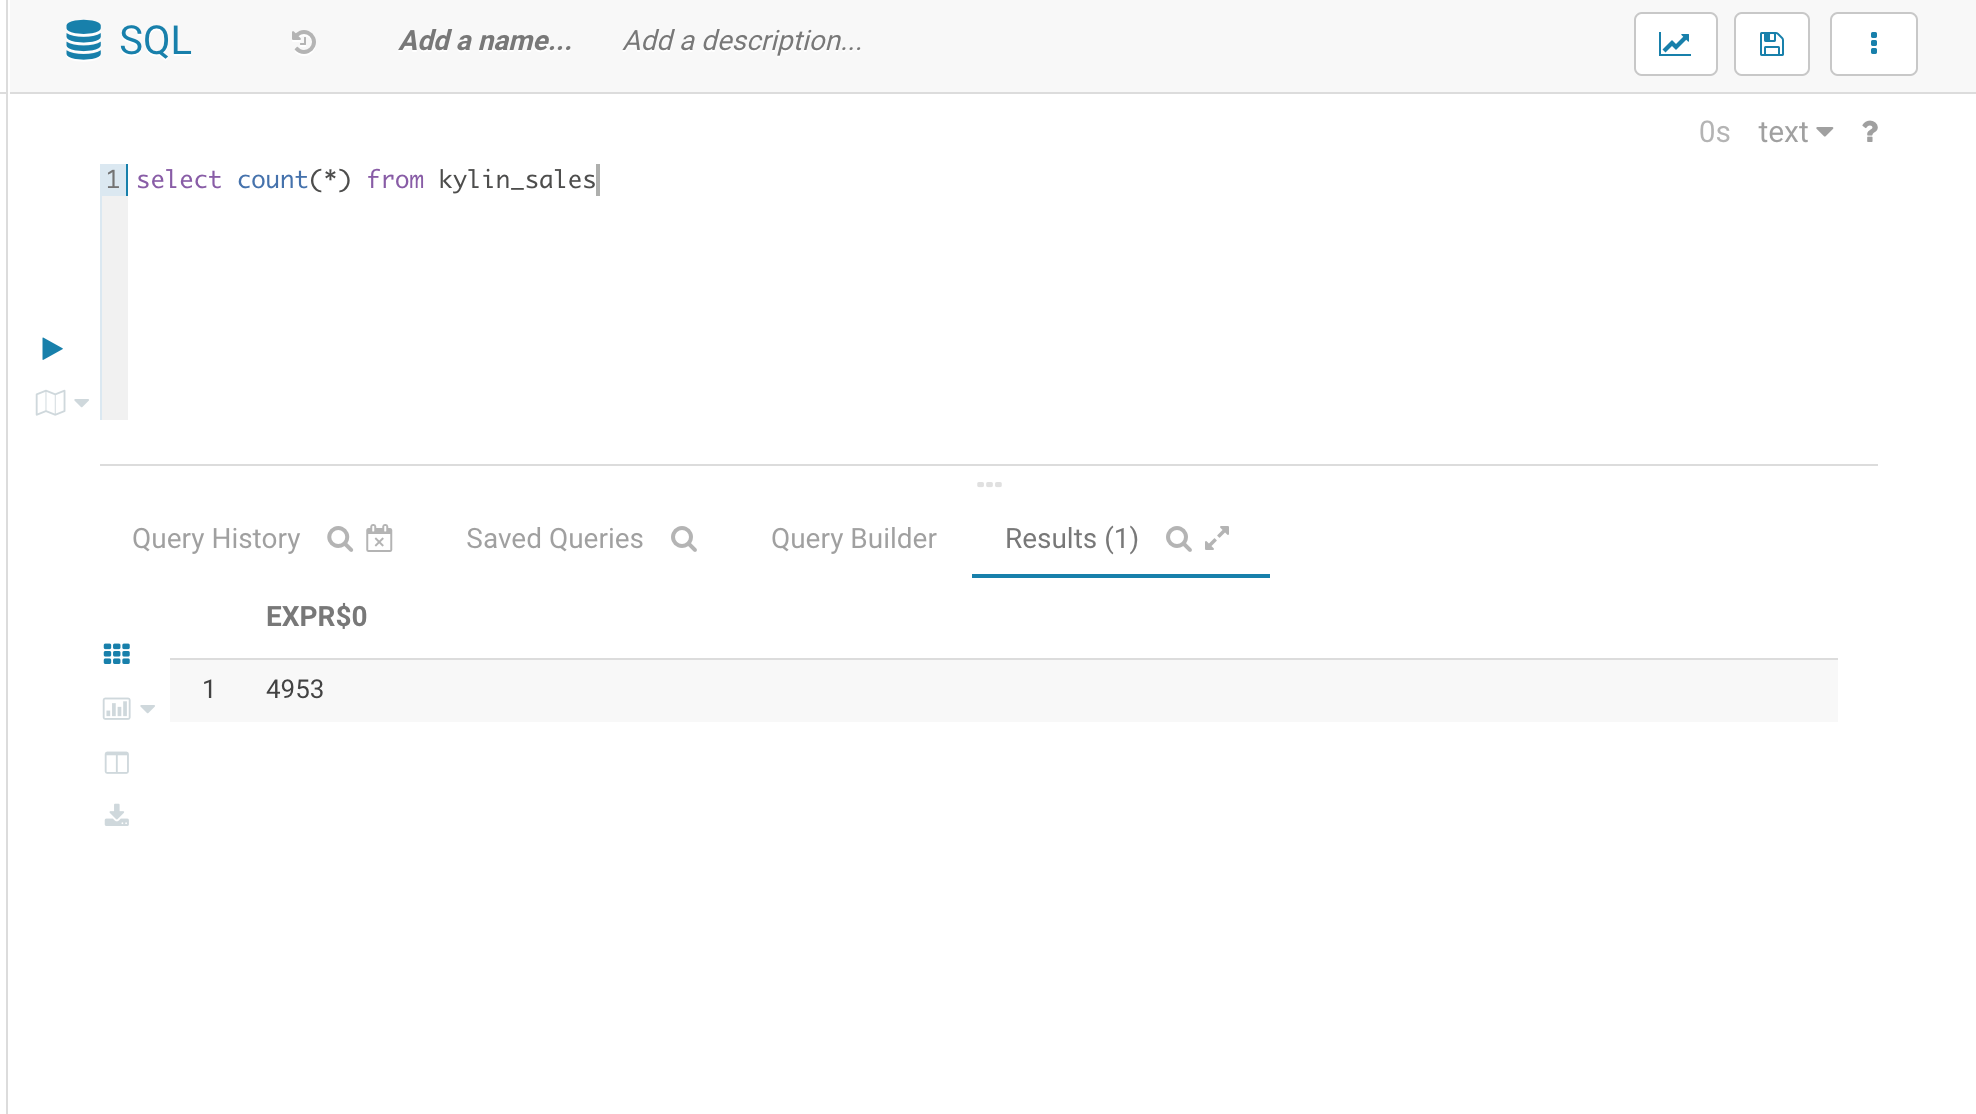 SQL Add a name... Add a description...
0s text ?
1 select count(*) from kylin_sales
Query History Saved Queries Query Builder Results (1)
EXPR$0
1 4953